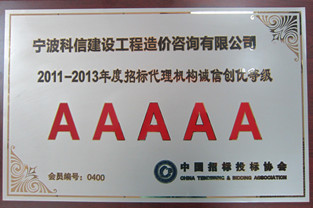 宁波科信建设工程造价咨询有限公司
2011-2013年度招标代理机构诚信创优等级
AAAAA
会员编号：0400
中国招标投标协会
CHINA TENDERING & BIDDING ASSOCIATION